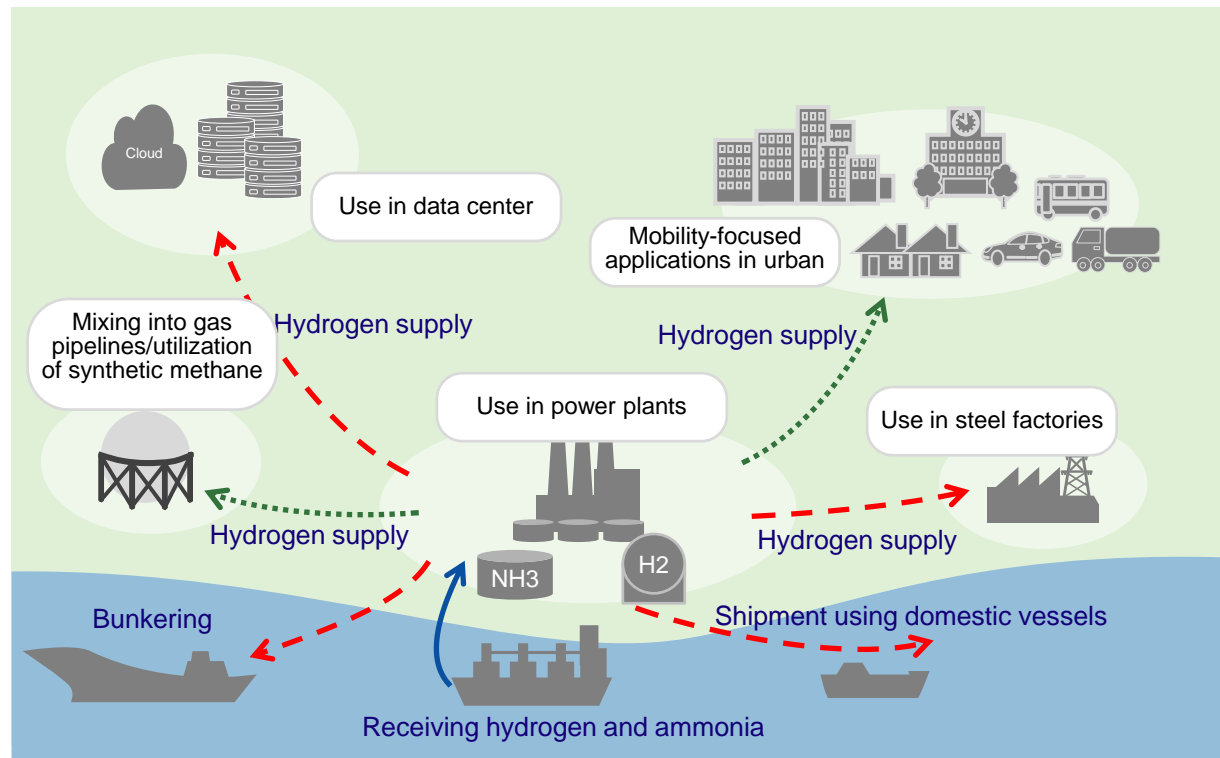 Cloud
Use in data center
Mobility-focused
applications in urban
Mixing into gas
pipelines/utilization
of synthetic methane
Hydrogen supply
Hydrogen supply
Use in power plants
Use in steel factories
Hydrogen supply
Hydrogen supply
NH3
H2
Bunkering
Shipment using domestic vessels
Receiving hydrogen and ammonia